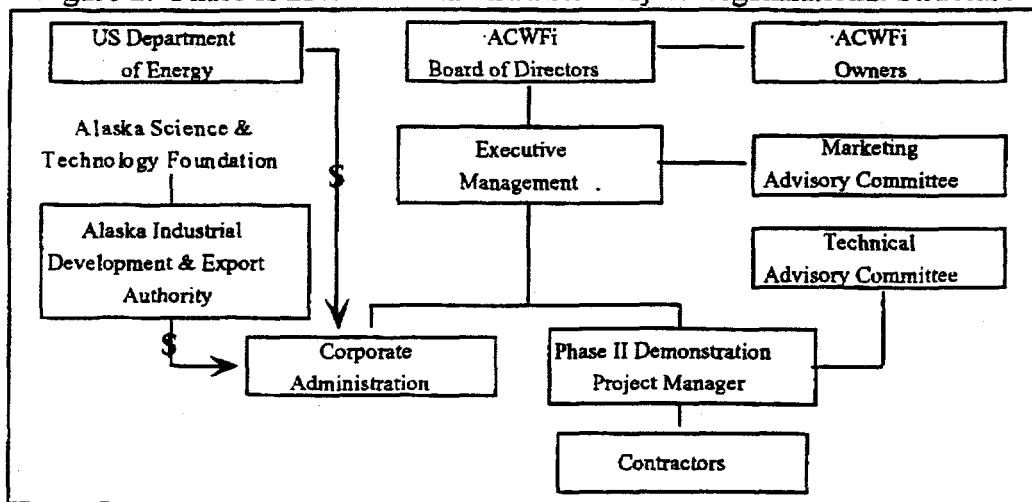 US Department
of Energy
·ACWFi
Board of Directors
·ACWFi
Owners
Alaska Science &
Technology Foundation
$
Executive
Management .
Marketing
Advisory Committee
Alaska Industrial
Development & Export
Authority
Technical
Advisory Committee
$
Corporate
Administration
Phase II Demonstration
Project Manager
Contractors